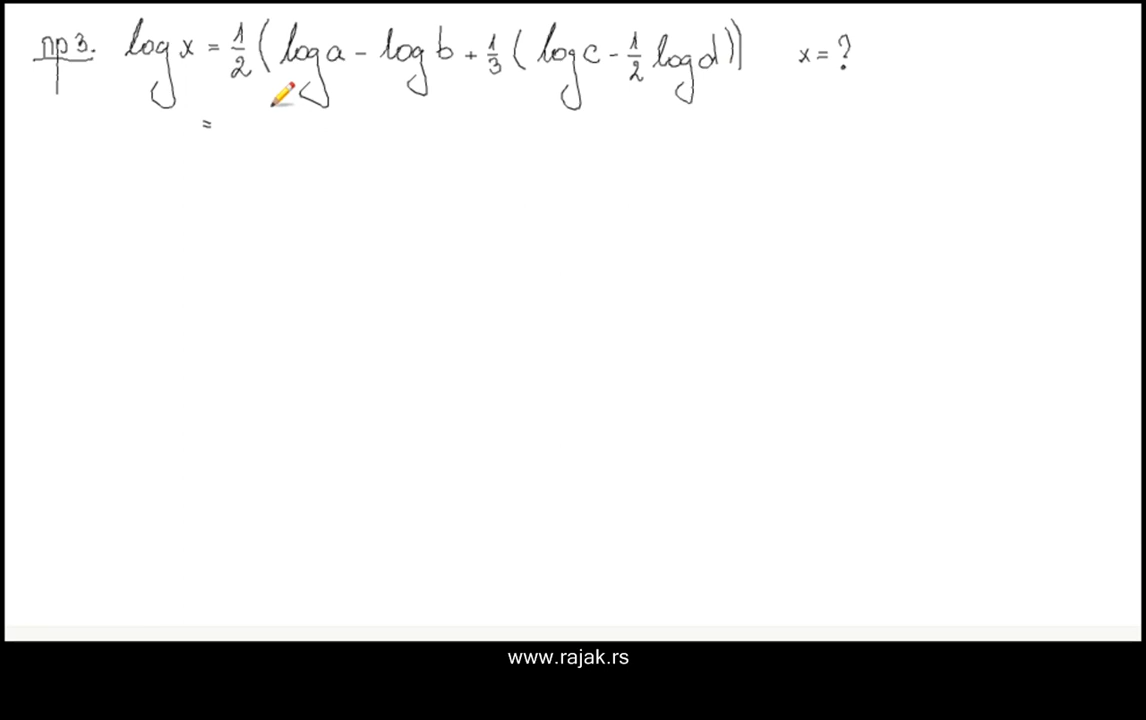 пр 3. log x = 1/2 ( log a - log b + 1/3 ( log c - 1/2 log d )) x = ?
=
www.rajak.rs